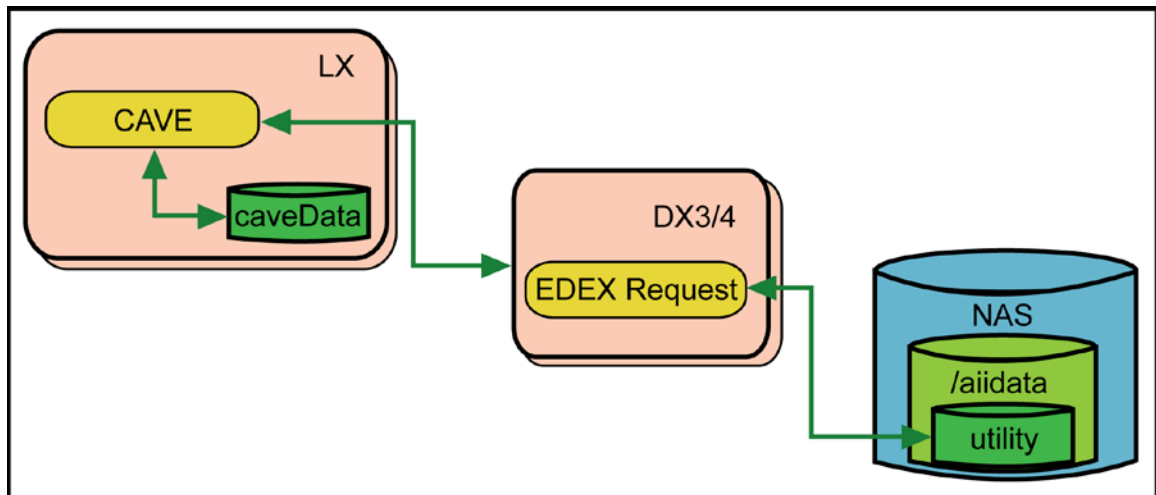 LX
CAVE
caveData
DX3/4
EDEX Request
NAS
/aiidata
utility